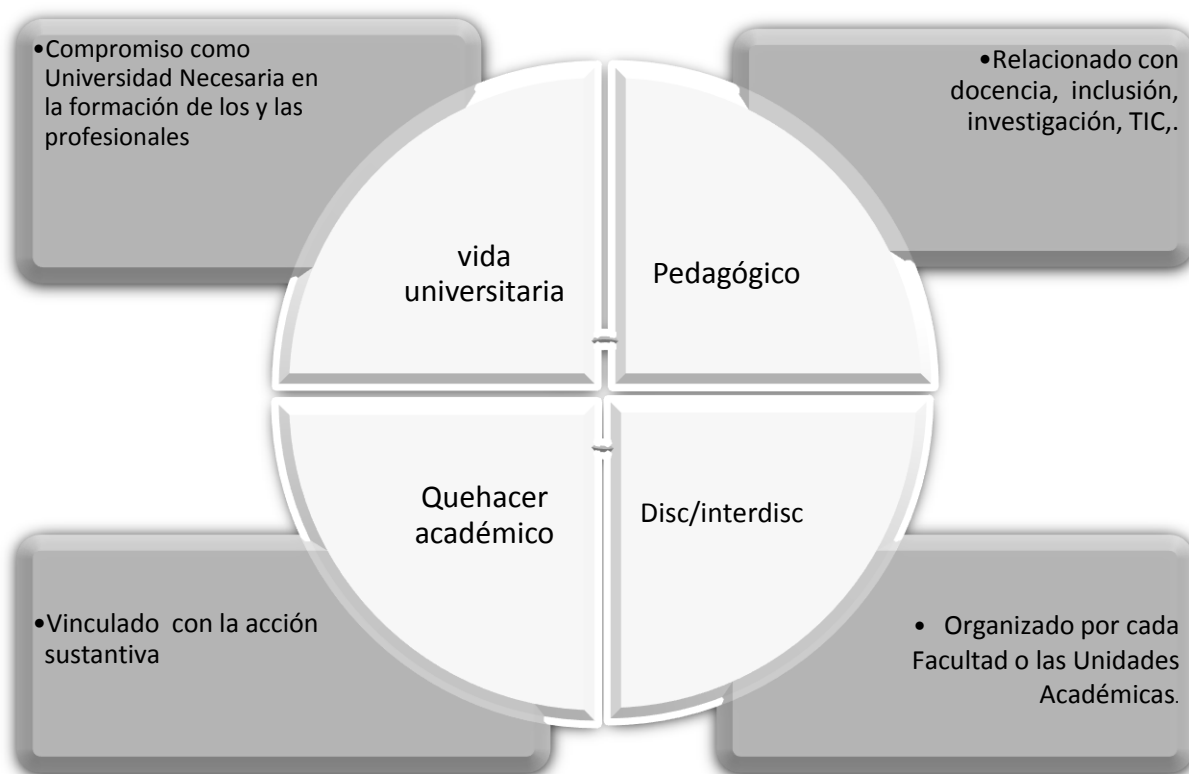 •Compromiso como
Universidad Necesaria en
la formación de los y las
profesionales
•Relacionado con
docencia, inclusión,
investigación, TIC,.
vida
universitaria
Pedagógico
Quehacer
académico
Disc/interdisc
•Vinculado con la acción
sustantiva
• Organizado por cada
Facultad o las Unidades
Académicas.